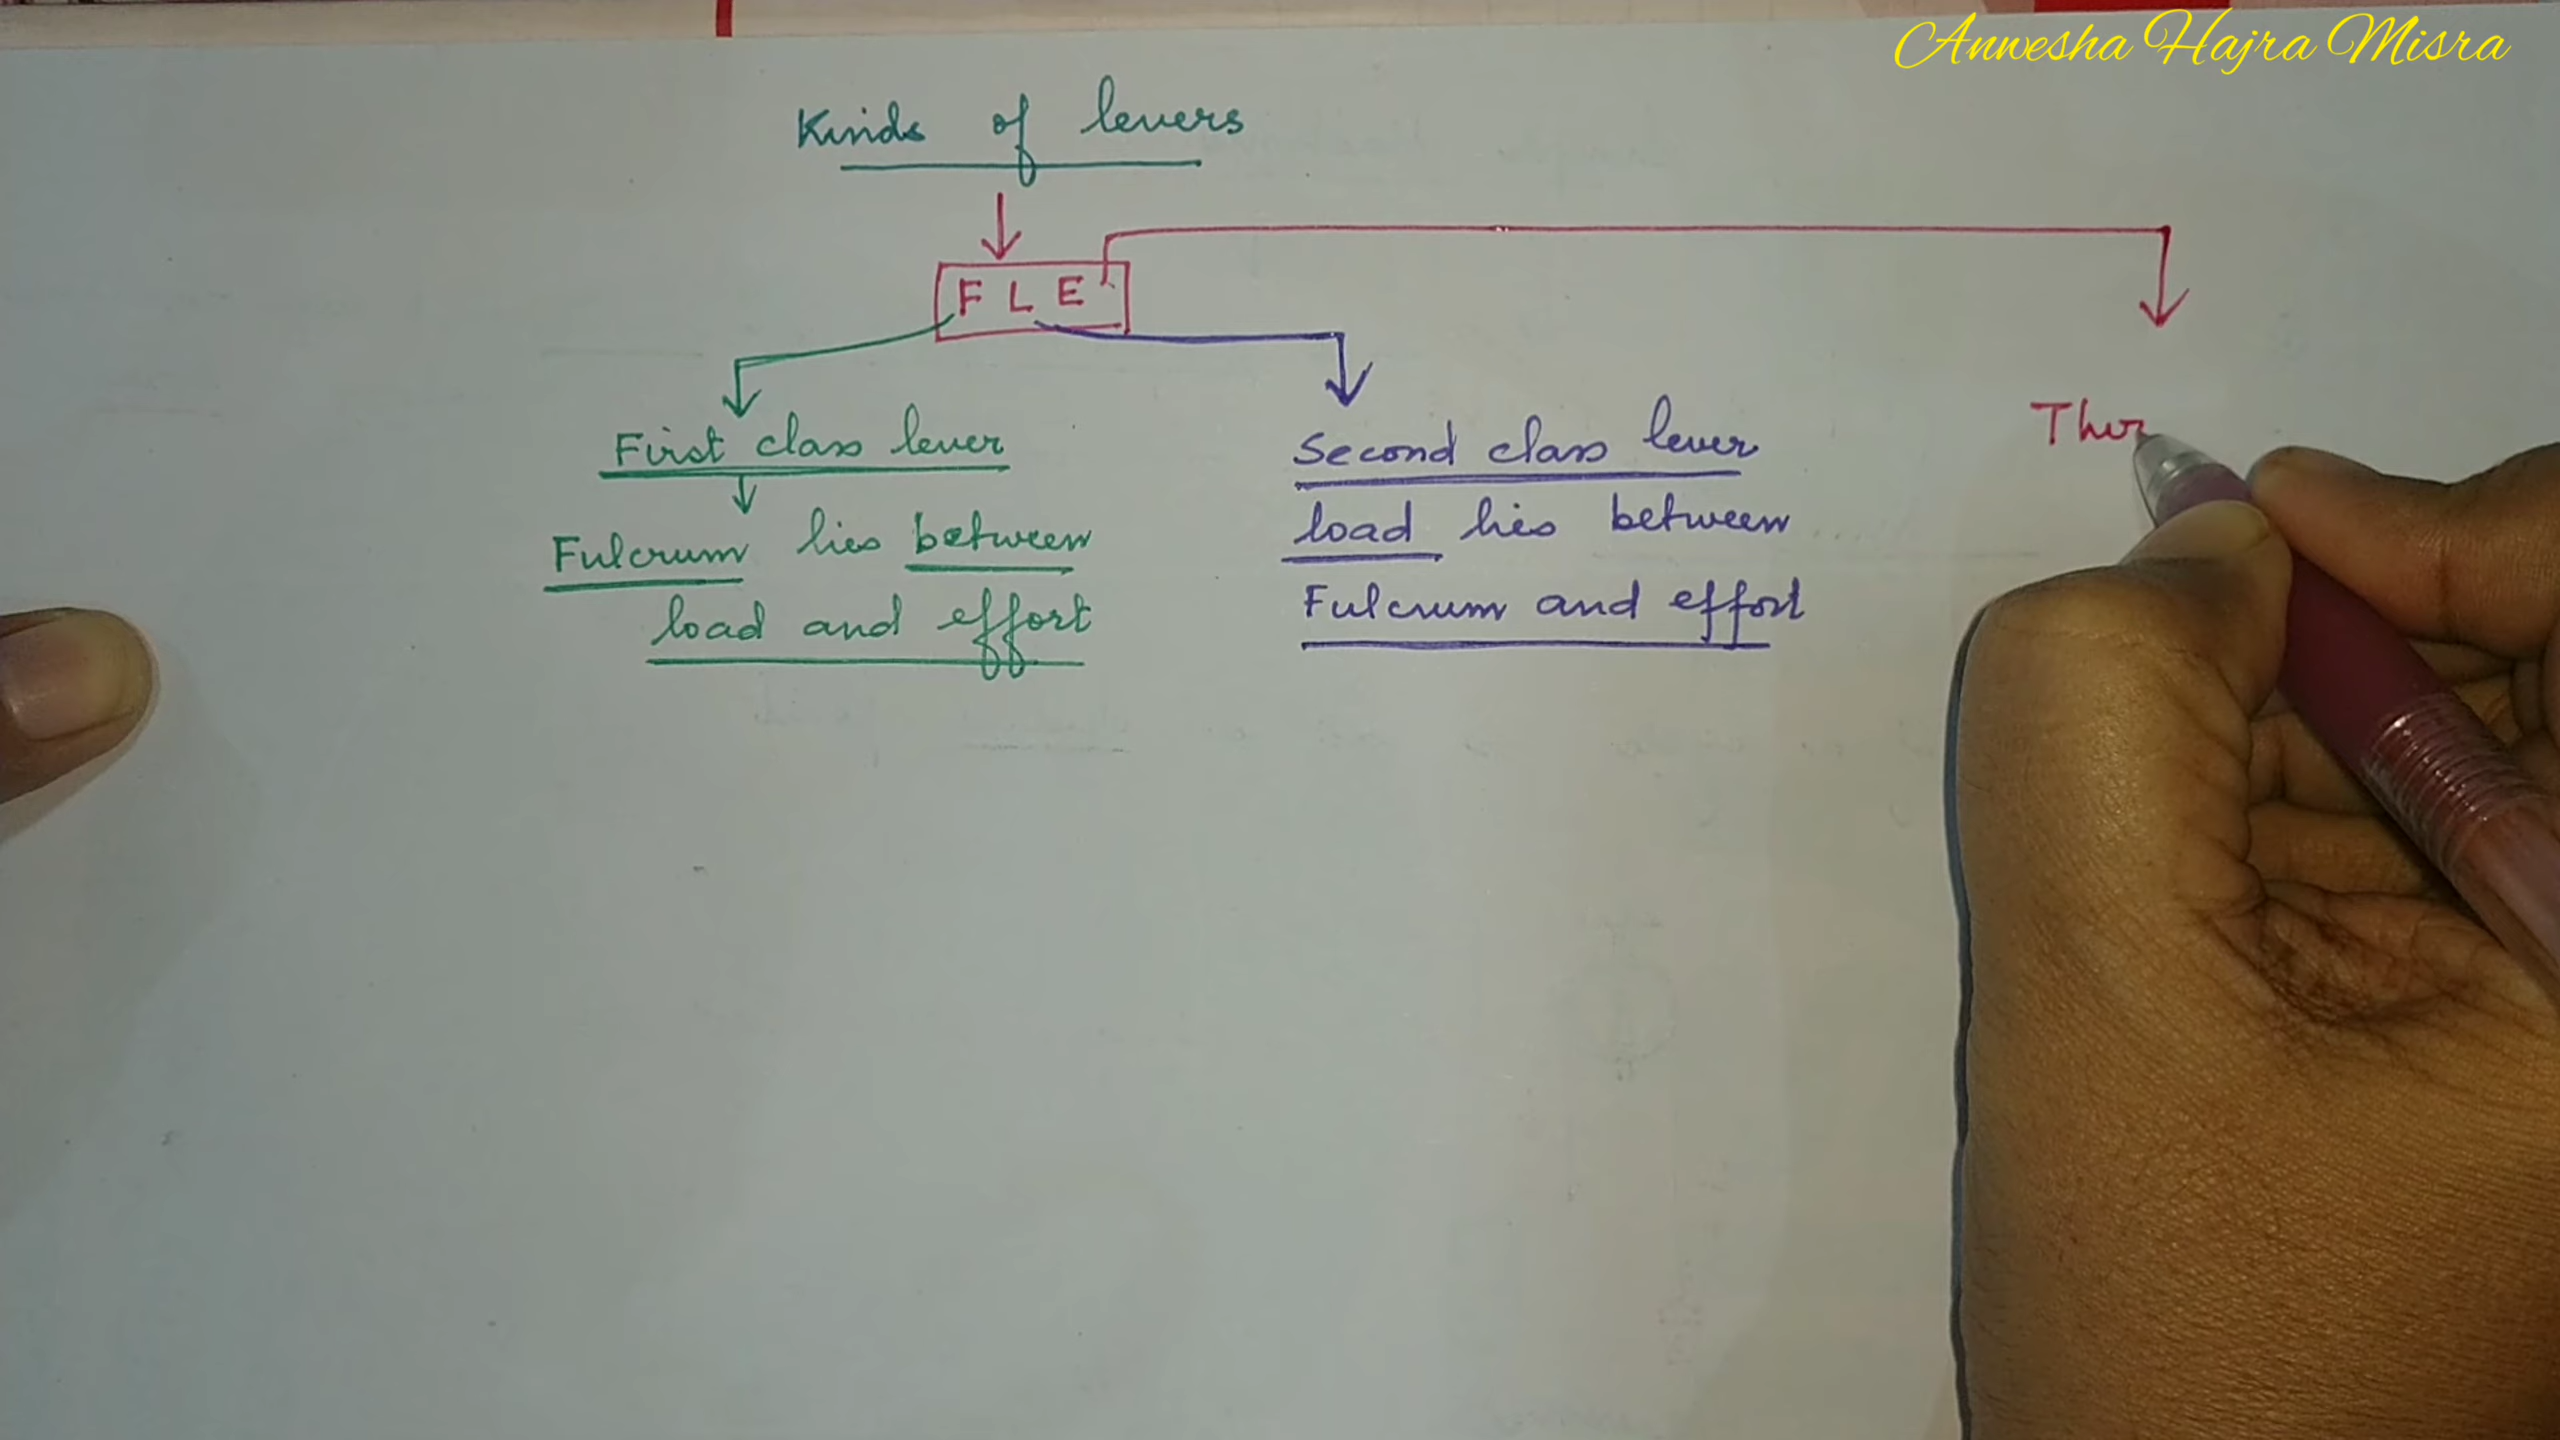 Anwesha Hajra Misra
Kinds of levers
F L E
First class lever
Fulcrum lies between
load and effort
Second class lever
load lies between
Fulcrum and effort
Thir